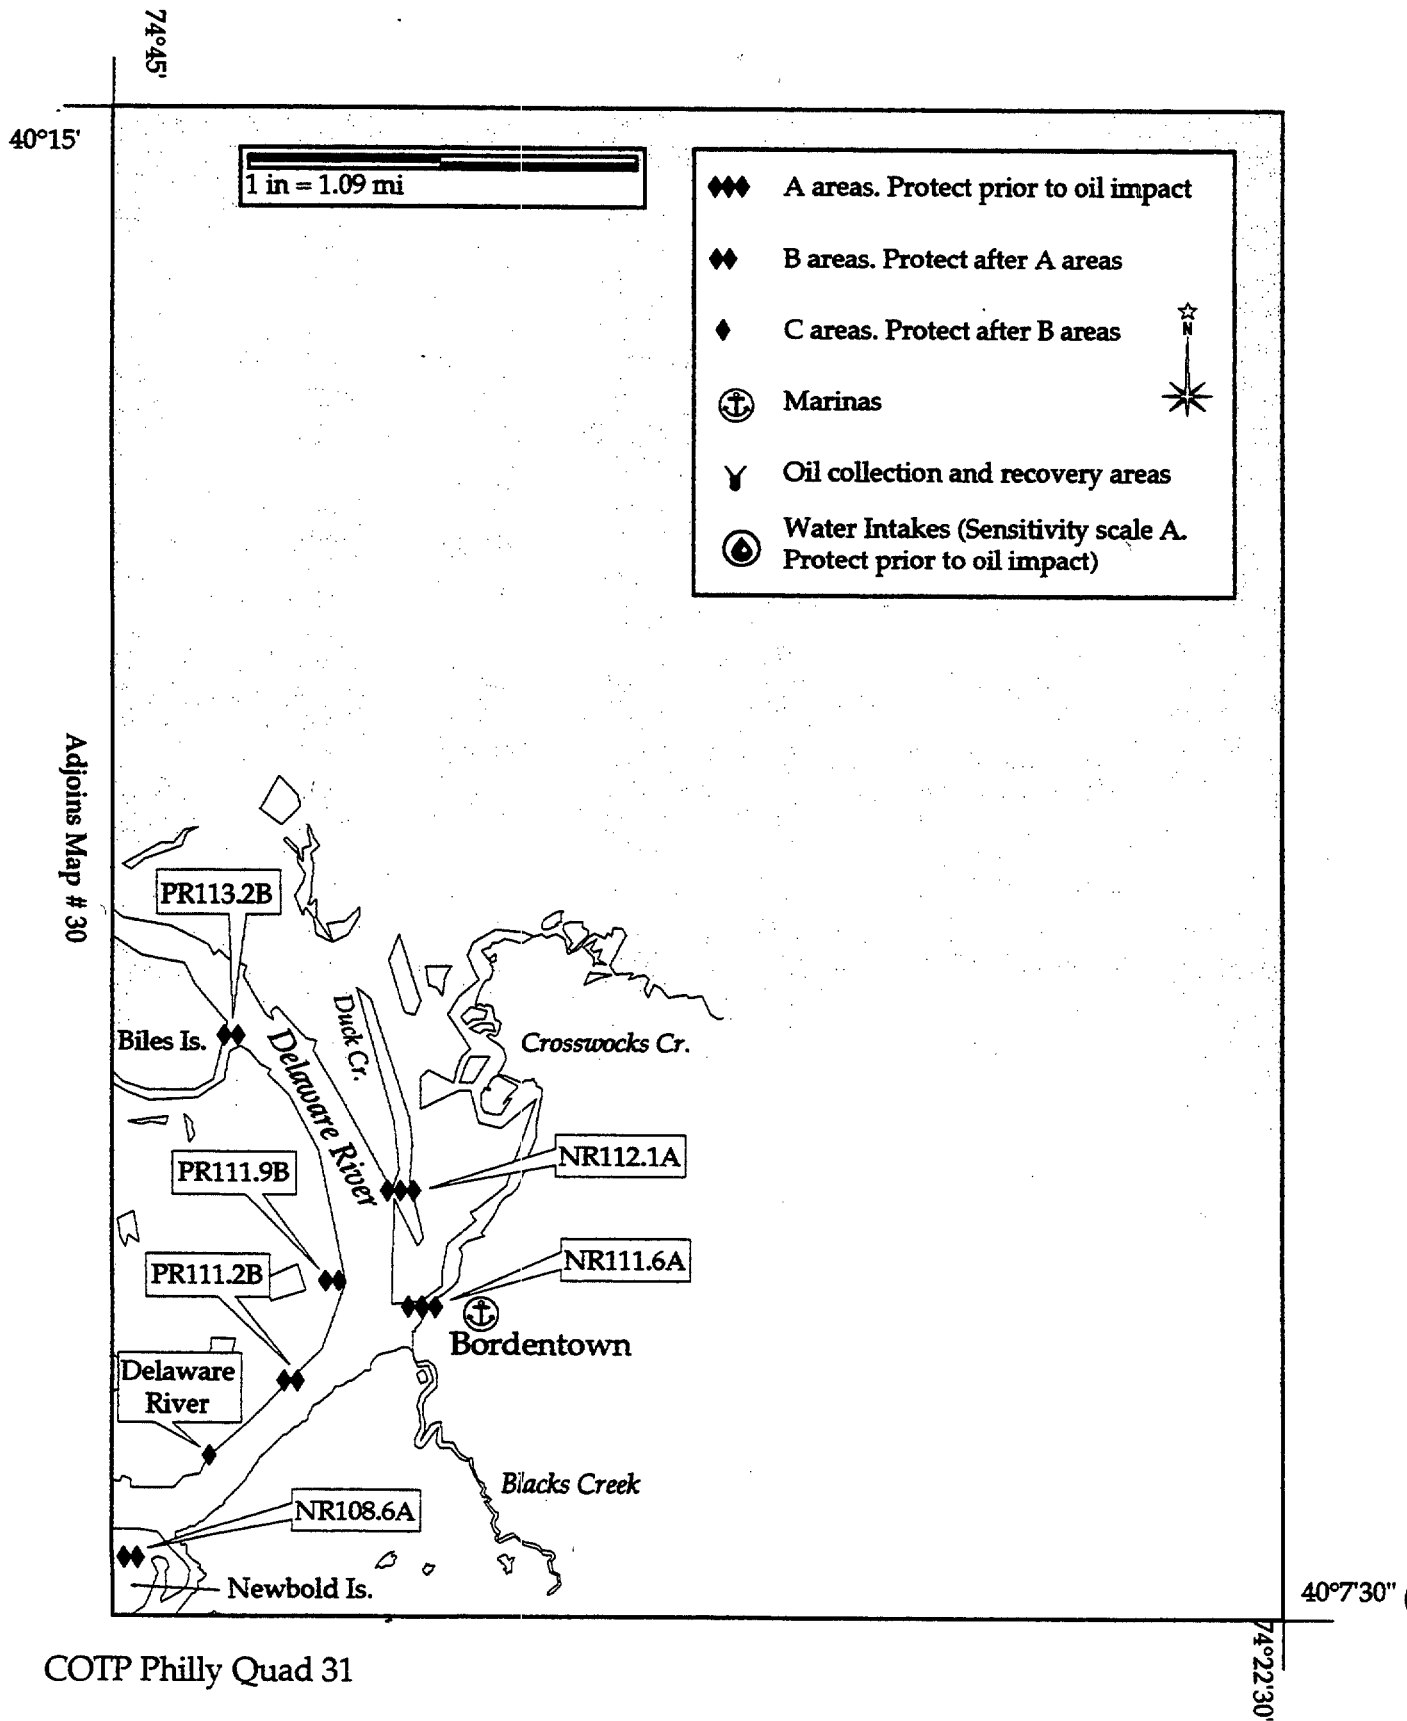 74°45'
40°15'
1 in = 1.09 mi
A areas. Protect prior to oil impact
B areas. Protect after A areas
C areas. Protect after B areas
N
Marinas
Oil collection and recovery areas
Water Intakes (Sensitivity scale A.
Protect prior to oil impact)
Adjoins Map # 30
PR113.2B
Biles Is.
Delaware River
Duck Cr.
Crosswocks Cr.
NR112.1A
PR111.9B
NR111.6A
PR111.2B
Bordentown
Delaware
River
Blacks Creek
NR108.6A
Newbold Is.
40°7'30" (
74°22'30'
COTP Philly Quad 31